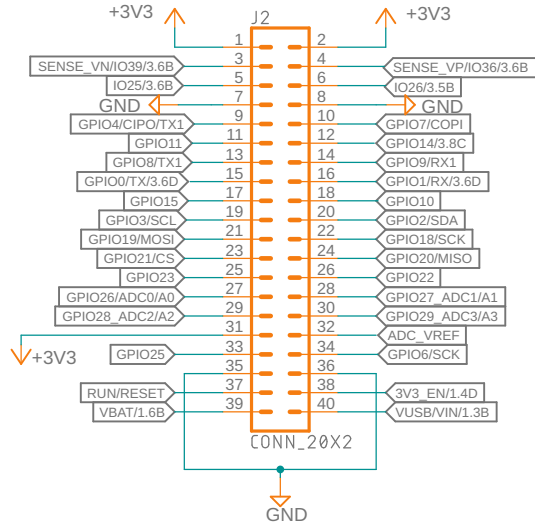 +3V3 J2 +3V3
1 2
SENSE_VN/IO39/3.6B 3 4 SENSE_VP/IO36/3.6B
IO25/3.6B 5 6 IO26/3.5B
GND 7 8 GND
GPIO4/CIPO/TX1 9 10 GPIO7/COPI
GPIO11 11 12 GPIO14/3.8C
GPIO8/TX1 13 14 GPIO9/RX1
GPIO0/TX/3.6D 15 16 GPIO1/RX/3.6D
GPIO15 17 18 GPIO10
GPIO3/SCL 19 20 GPIO2/SDA
GPIO19/MOSI 21 22 GPIO18/SCK
GPIO21/CS 23 24 GPIO20/MISO
GPIO23 25 26 GPIO22
GPIO26/ADC0/A0 27 28 GPIO27_ADC1/A1
GPIO28_ADC2/A2 29 30 GPIO29_ADC3/A3
31 32 ADC_VREF
+3V3 GPIO25 33 34 GPIO6/SCK
35 36
RUN/RESET 37 38 3V3_EN/1.4D
VBAT/1.6B 39 40 VUSB/VIN/1.3B
CONN_20X2
GND